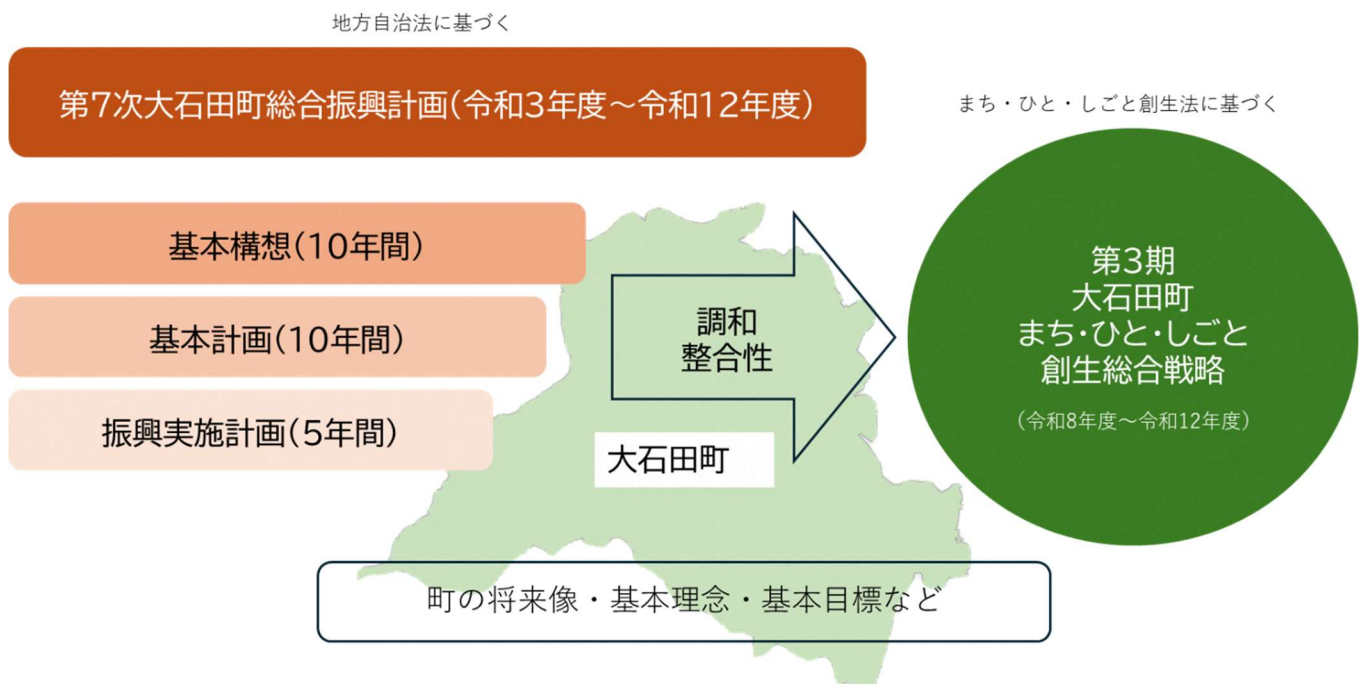 地方自治法に基づく
第7次大石田町総合振興計画(令和3年度～令和12年度)
まち・ひと・しごと創生法に基づく
基本構想(10年間)
基本計画(10年間)
振興実施計画(5年間)
調和
整合性
大石田町
第3期
大石田町
まち・ひと・しごと
創生総合戦略
(令和8年度～令和12年度)
町の将来像・基本理念・基本目標など